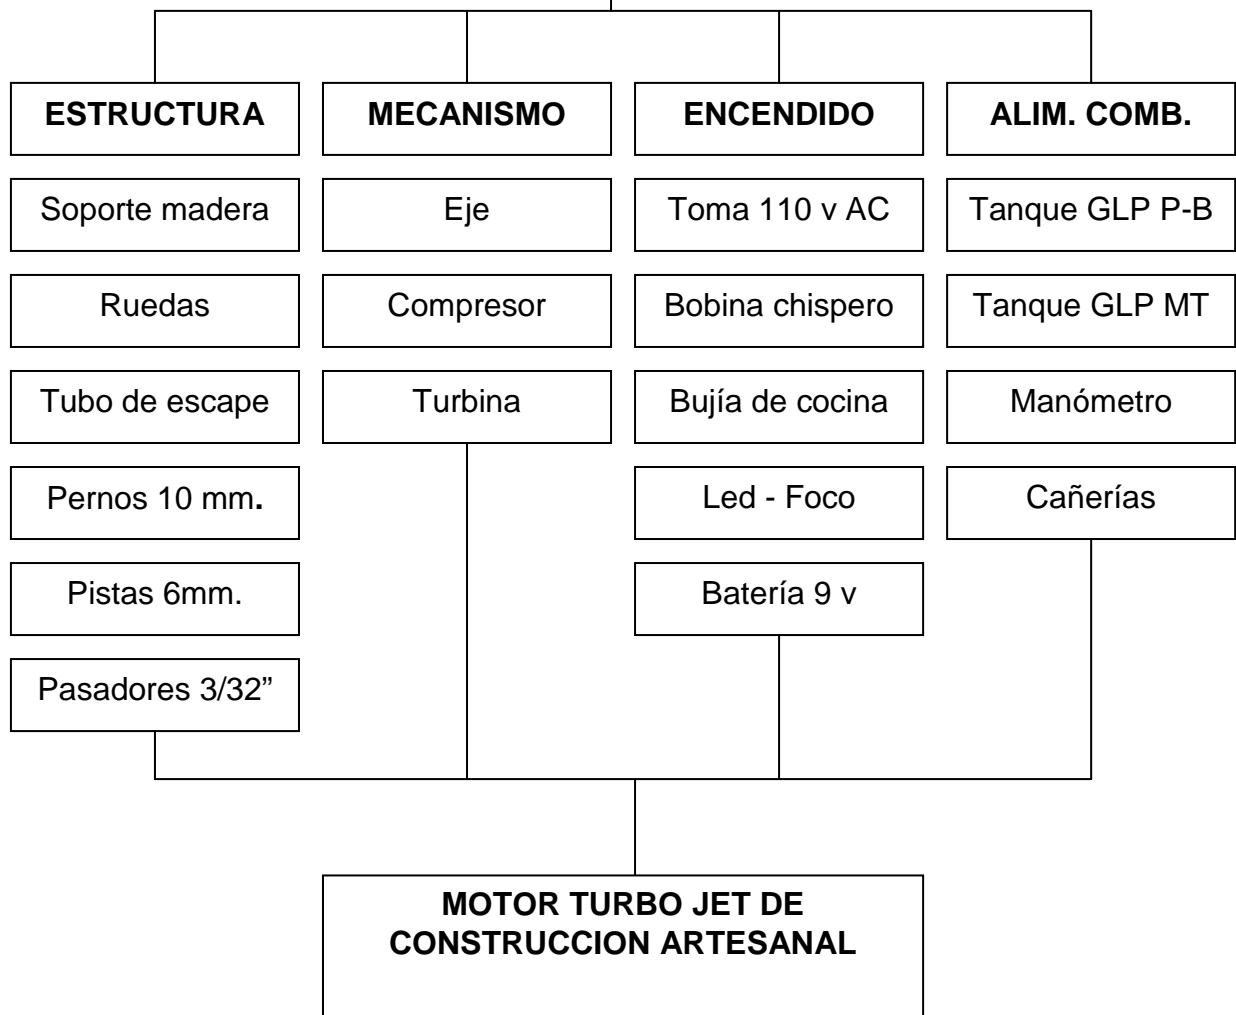 ESTRUCTURA
Soporte madera
Ruedas
Tubo de escape
Pernos 10 mm.
Pistas 6mm.
Pasadores 3/32”
MECANISMO
Eje
Compresor
Turbina
ENCENDIDO
Toma 110 v AC
Bobina chispero
Bujía de cocina
Led - Foco
Batería 9 v
ALIM. COMB.
Tanque GLP P-B
Tanque GLP MT
Manómetro
Cañerías
MOTOR TURBO JET DE
CONSTRUCCION ARTESANAL